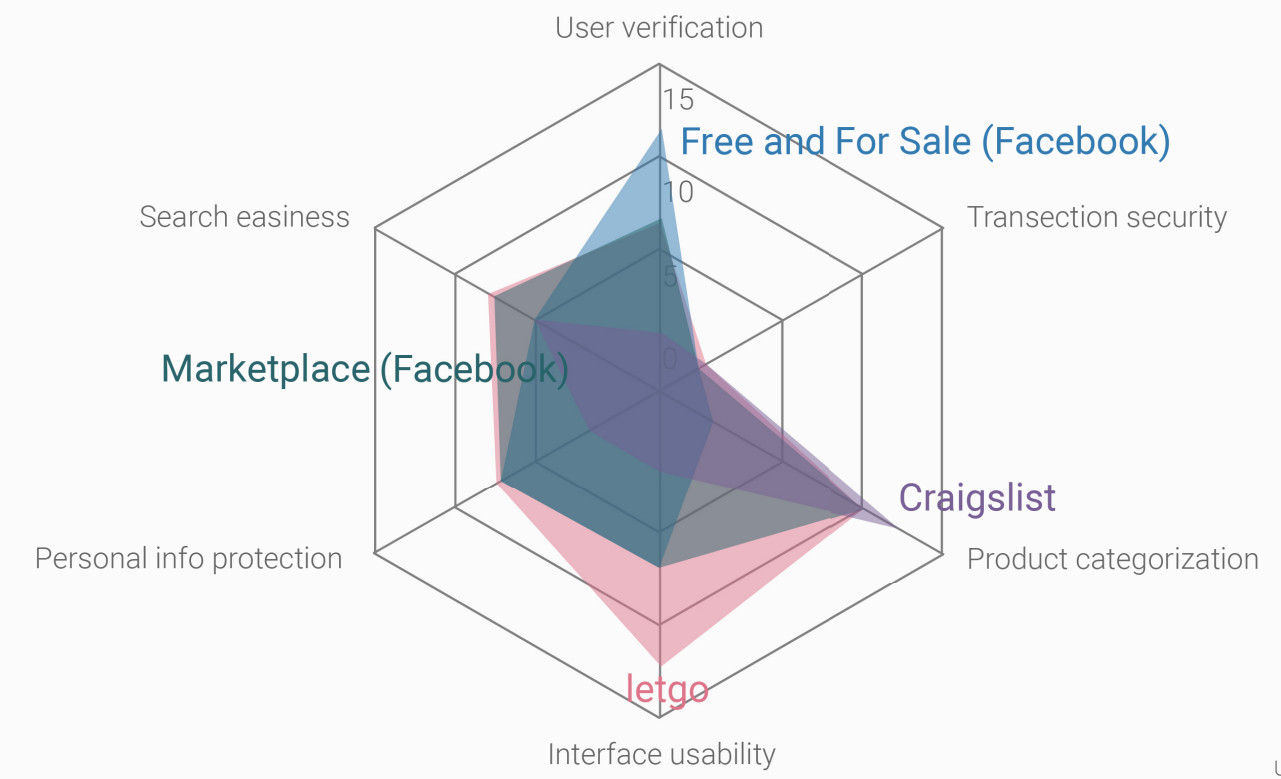 User verification
15
Free and For Sale (Facebook)
10
Search easiness
Transection security
5
0
Marketplace (Facebook)
Craigslist
Personal info protection
Product categorization
letgo
Interface usability